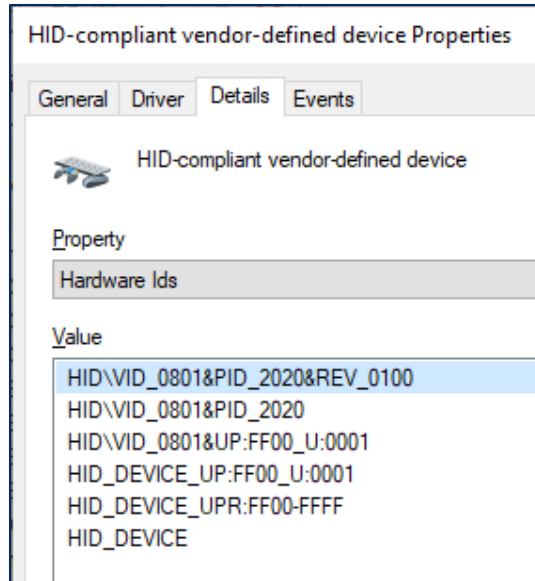 HID-compliant vendor-defined device Properties
General Driver Details Events
HID-compliant vendor-defined device
Property
Hardware Ids
Value
HID\VID_0801&PID_2020&REV_0100
HID\VID_0801&PID_2020
HID\VID_0801&UP:FF00_U:0001
HID_DEVICE_UP:FF00_U:0001
HID_DEVICE_UPR:FF00-FFFF
HID_DEVICE